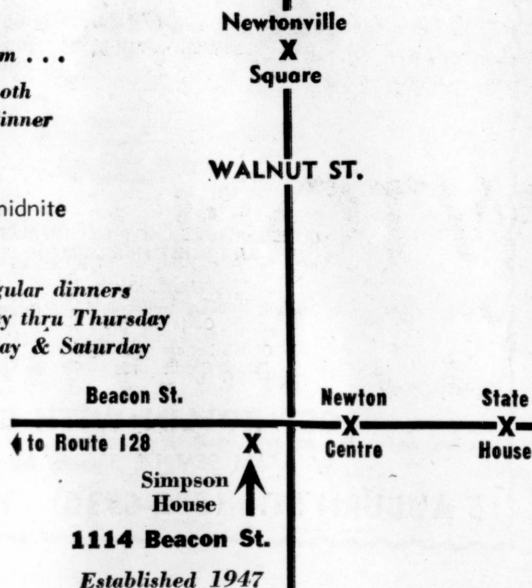 Newtonville
X
m . . .
Square
oth
inner
WALNUT ST.
midnite
gular dinners
y thru Thursday
ay & Saturday
Beacon St.
Newton
State
X
X
to Route 128
X
Centre
House
Simpson
House
1114 Beacon St.
Established 1947